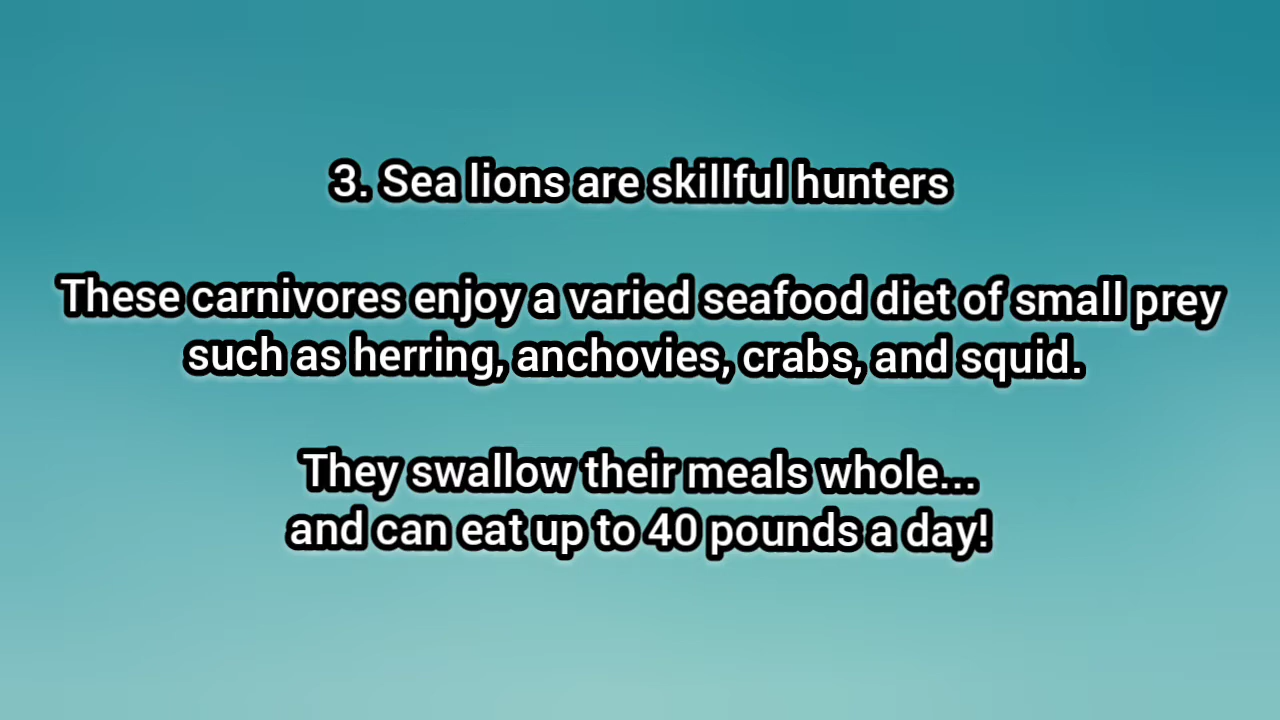 3. Sea lions are skillful hunters
These carnivores enjoy a varied seafood diet of small prey
such as herring, anchovies, crabs, and squid.
They swallow their meals whole...
and can eat up to 40 pounds a day!